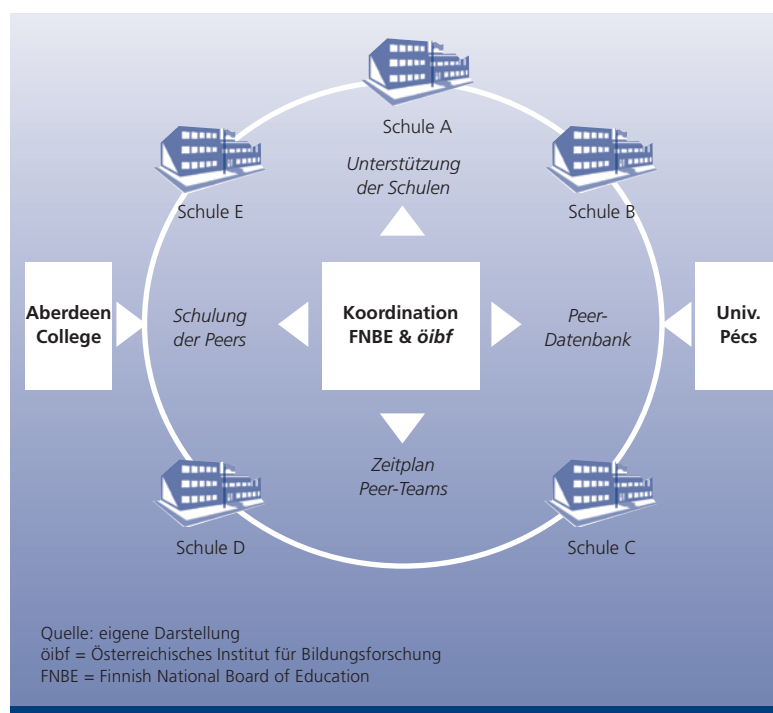 Schule A
Unterstützung
der Schulen
Schule E
Schule B
Aberdeen
College
Schulung
der Peers
Koordination
FNBE & öibf
Peer-
Datenbank
Univ.
Pécs
Zeitplan
Peer-Teams
Schule D
Schule C
Quelle: eigene Darstellung
öibf = Österreichisches Institut für Bildungsforschung
FNBE = Finnish National Board of Education